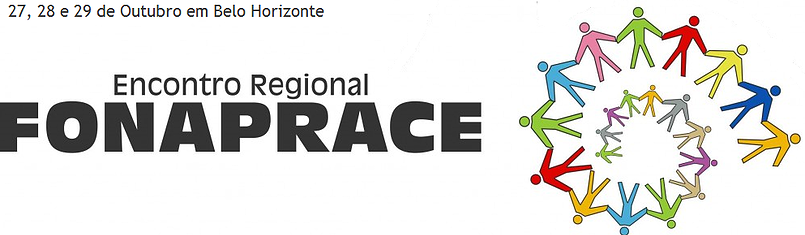 27, 28 e 29 de Outubro em Belo Horizonte
Encontro Regional
FONAPRACE